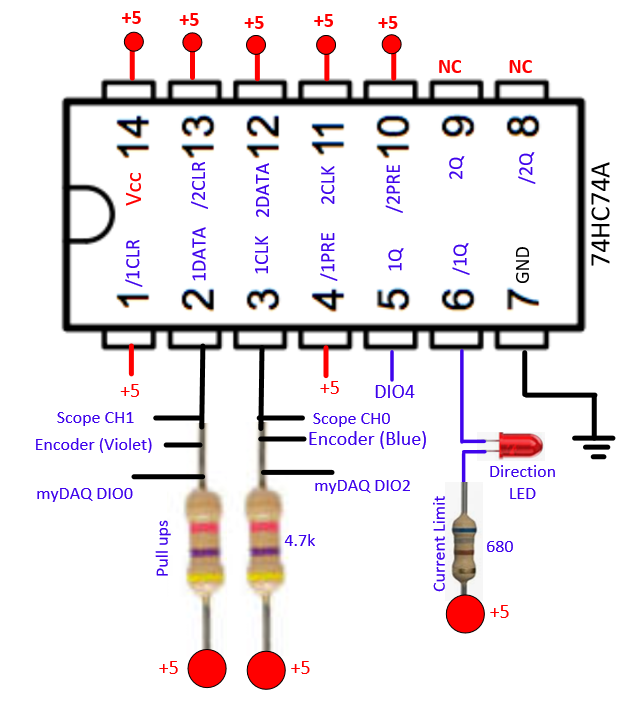 +5 +5 +5 +5 +5
NC NC
14 13 12 11 10 9 8
Vcc /2CLR 2DATA 2CLK /2PRE 2Q /2Q
/1CLR 1DATA 1CLK /1PRE 1Q /1Q GND
1 2 3 4 5 6 7
74HC74A
+5 +5 DIO4
Scope CH1 Scope CH0
Encoder (Violet) Encoder (Blue)
myDAQ DIO0 myDAQ DIO2
Direction
LED
Pull ups
4.7k
Current Limit
680
+5
+5 +5